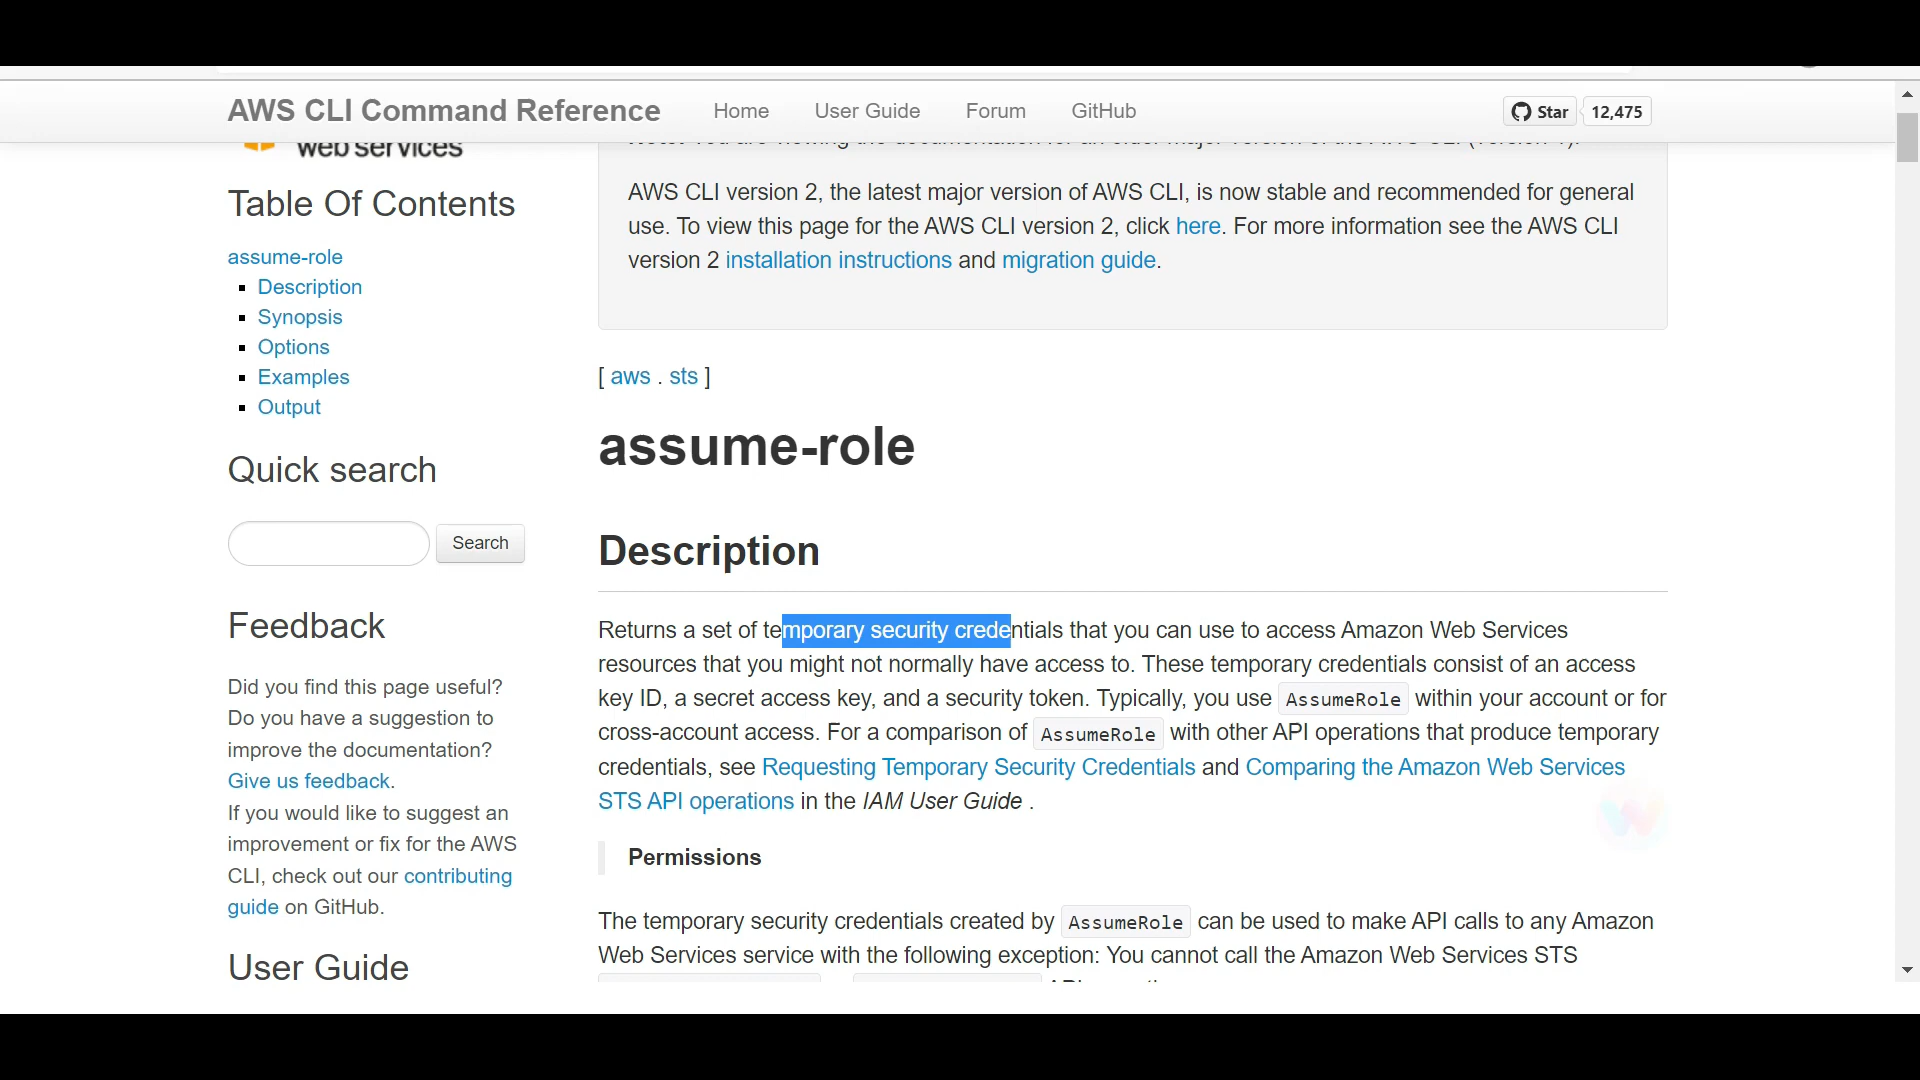 AWS CLI Command Reference
Home
User Guide
Forum
GitHub
Star
12,475
web services
Table Of Contents
assume-role
Description
Synopsis
Options
Examples
Output
Quick search
Search
Feedback
Did you find this page useful?
Do you have a suggestion to
improve the documentation?
Give us feedback.
If you would like to suggest an
improvement or fix for the AWS
CLI, check out our contributing
guide on GitHub.
User Guide
AWS CLI version 2, the latest major version of AWS CLI, is now stable and recommended for general
use. To view this page for the AWS CLI version 2, click here. For more information see the AWS CLI
version 2 installation instructions and migration guide.
[ aws . sts ]
assume-role
Description
Returns a set of temporary security credentials that you can use to access Amazon Web Services
resources that you might not normally have access to. These temporary credentials consist of an access
key ID, a secret access key, and a security token. Typically, you use AssumeRole within your account or for
cross-account access. For a comparison of AssumeRole with other API operations that produce temporary
credentials, see Requesting Temporary Security Credentials and Comparing the Amazon Web Services
STS API operations in the IAM User Guide .
Permissions
The temporary security credentials created by AssumeRole can be used to make API calls to any Amazon
Web Services service with the following exception: You cannot call the Amazon Web Services STS